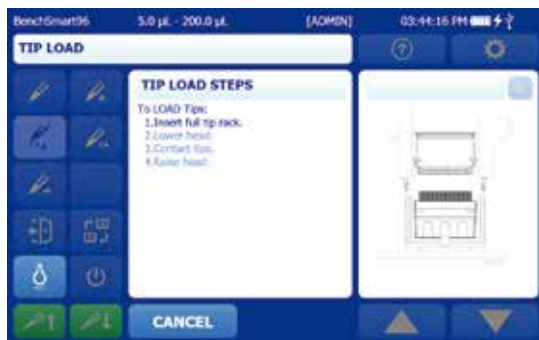 BenchSmart96 5.0 µL - 200.0 µL [ADMIN] 03:44:16 PM
TIP LOAD
?
TIP LOAD STEPS
To LOAD Tips:
1.Insert full tip rack.
2.Lower head.
3.Contact tips.
4.Raise head.
CANCEL